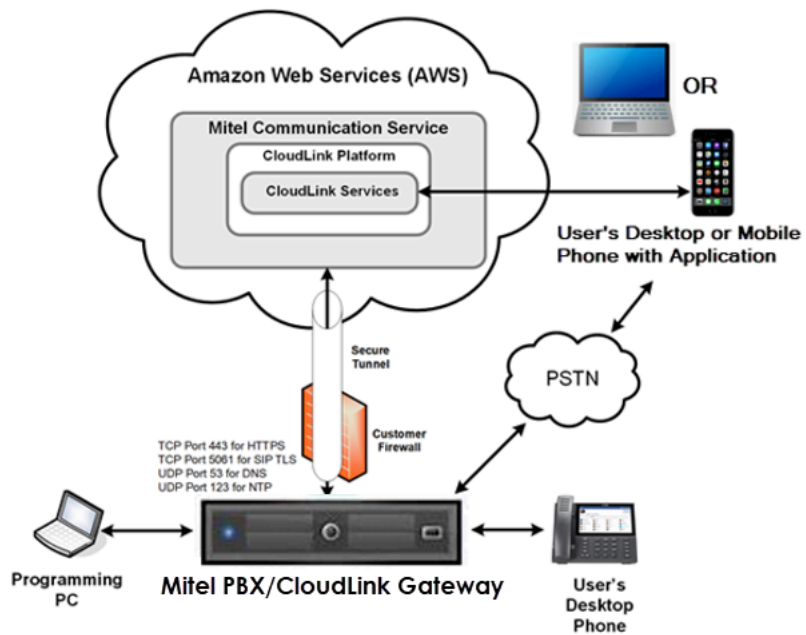 Amazon Web Services (AWS)
OR
Mitel Communication Service
CloudLink Platform
CloudLink Services
User's Desktop or Mobile
Phone with Application
Secure
Tunnel
PSTN
Customer
Firewall
TCP Port 443 for HTTPS
TCP Port 5061 for SIP TLS
UDP Port 53 for DNS
UDP Port 123 for NTP
Programming
PC
Mitel PBX/CloudLink Gateway
User's
Desktop
Phone